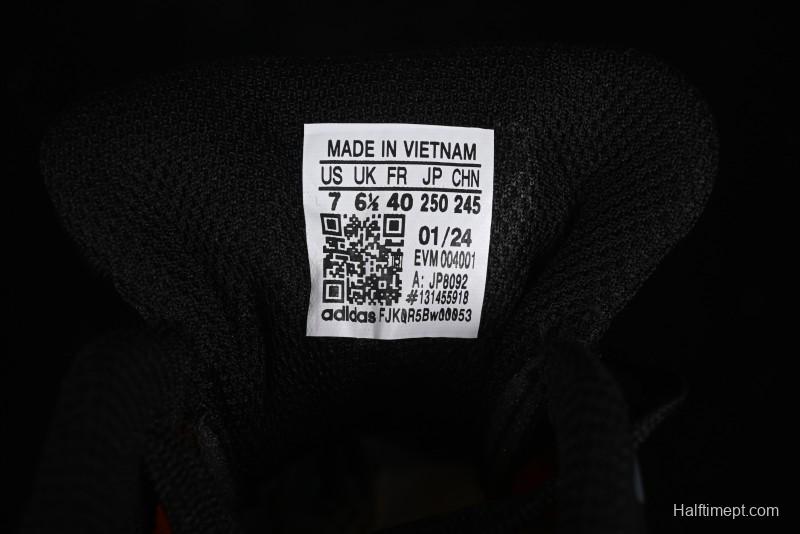 MADE IN VIETNAM
US UK FR JP CHN
7 6½ 40 250 245
01/24
EVM 004001
A: JP8092
#131455918
adidas FJKQR5Bw00053
Halftimept.com